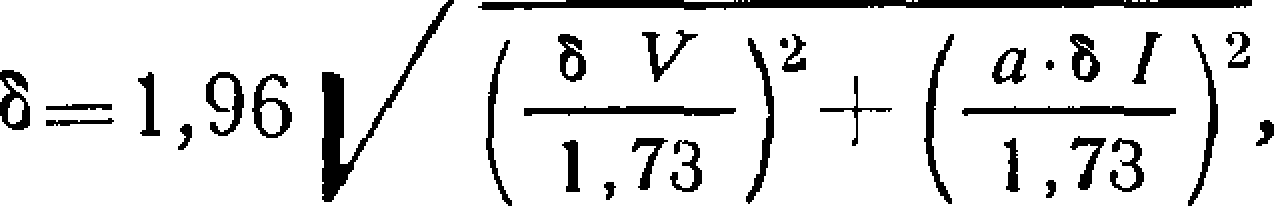 δ=1,96 √((δ V / 1,73)² + (a·δ I / 1,73)²),